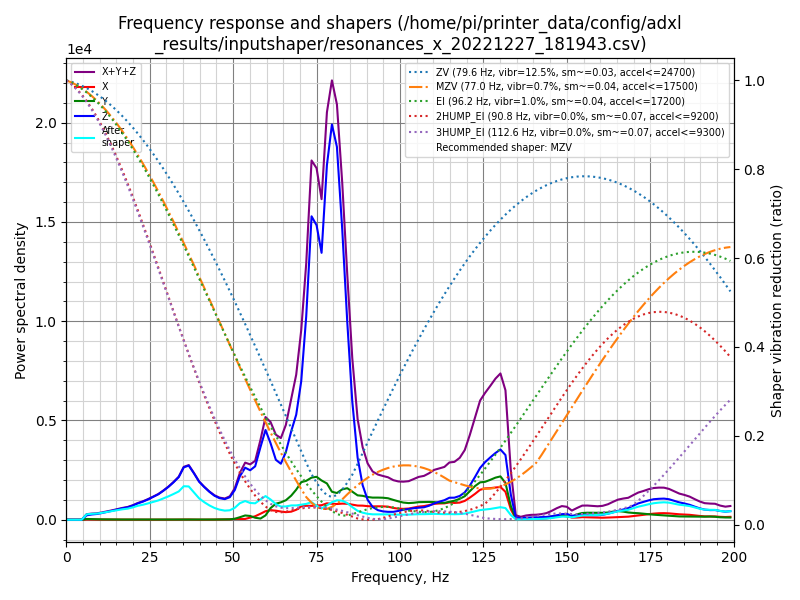 Frequency response and shapers (/home/pi/printer_data/config/adxl
_results/inputshaper/resonances_x_20221227_181943.csv)
1e4
X+Y+Z
X
Y
Z
After
shaper
ZV (79.6 Hz, vibr=12.5%, sm~=0.03, accel<=24700)
MZV (77.0 Hz, vibr=0.7%, sm~=0.04, accel<=17500)
EI (96.2 Hz, vibr=1.0%, sm~=0.04, accel<=17200)
2HUMP_EI (90.8 Hz, vibr=0.0%, sm~=0.07, accel<=9200)
3HUMP_EI (112.6 Hz, vibr=0.0%, sm~=0.07, accel<=9300)
Recommended shaper: MZV
Power spectral density
2.0
1.5
1.0
0.5
0.0
1.0
0.8
0.6
0.4
0.2
0.0
Shaper vibration reduction (ratio)
0 25 50 75 100 125 150 175 200
Frequency, Hz